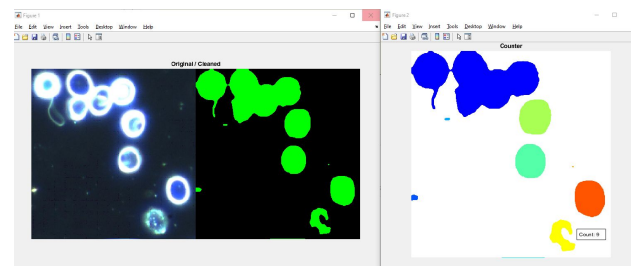 Figure 1
File Edit View Insert Tools Desktop Window Help
Original / Cleaned
Figure 2
File Edit View Insert Tools Desktop Window Help
Counter
Count: 9